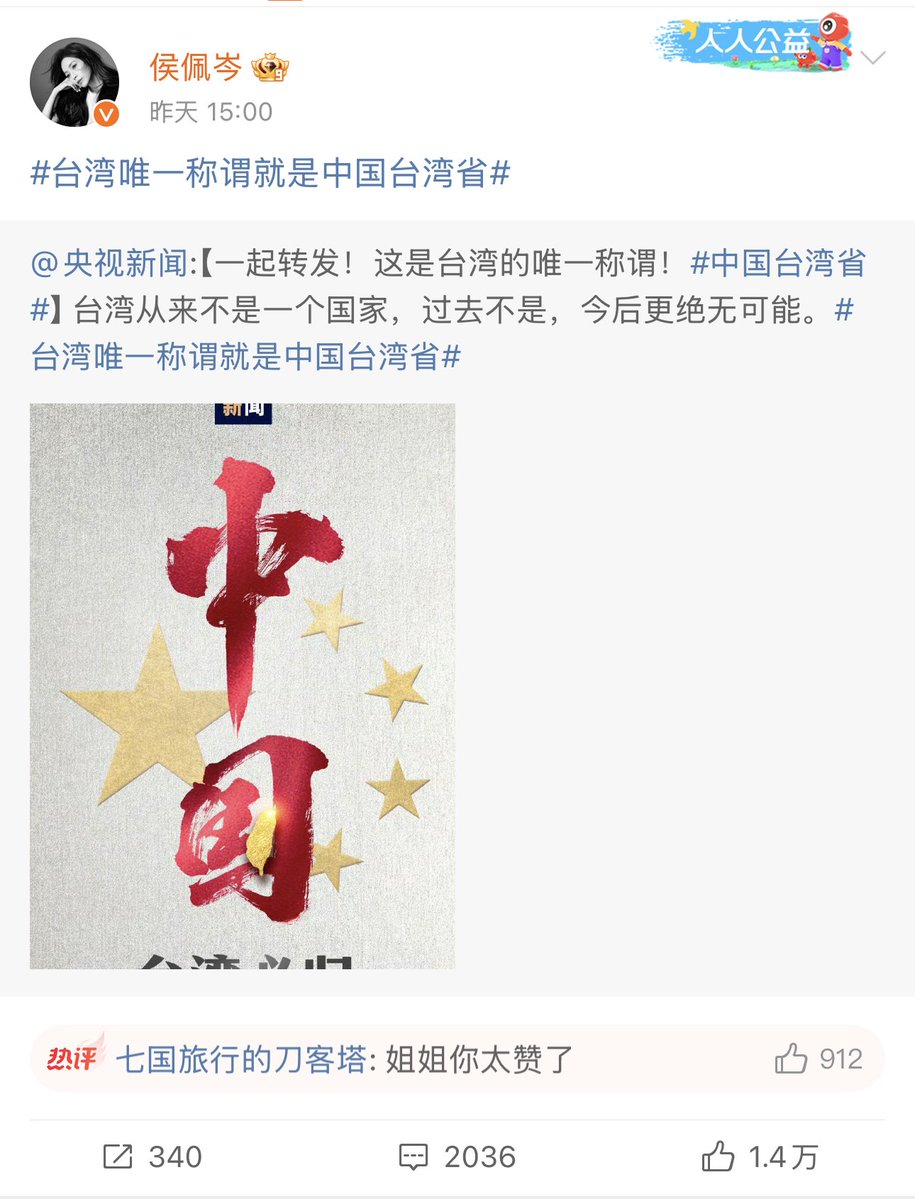 人人公益
侯佩岑
昨天 15:00
#台湾唯一称谓就是中国台湾省#
@央视新闻:【一起转发！这是台湾的唯一称谓！#中国台湾省
#】台湾从来不是一个国家，过去不是，今后更绝无可能。#
台湾唯一称谓就是中国台湾省#
新闻
中
国
台湾必归
热评 七国旅行的刀客塔: 姐姐你太赞了 912
340 2036 1.4万